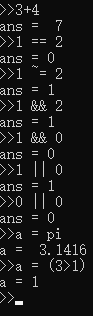 >>3+4
ans =  7
>>1 == 2
ans = 0
>>1 ~= 2
ans = 1
>>1 && 2
ans = 1
>>1 && 0
ans = 0
>>1 || 0
ans = 1
>>0 || 0
ans = 0
>>a = pi
a =  3.1416
>>a = (3>1)
a = 1
>>